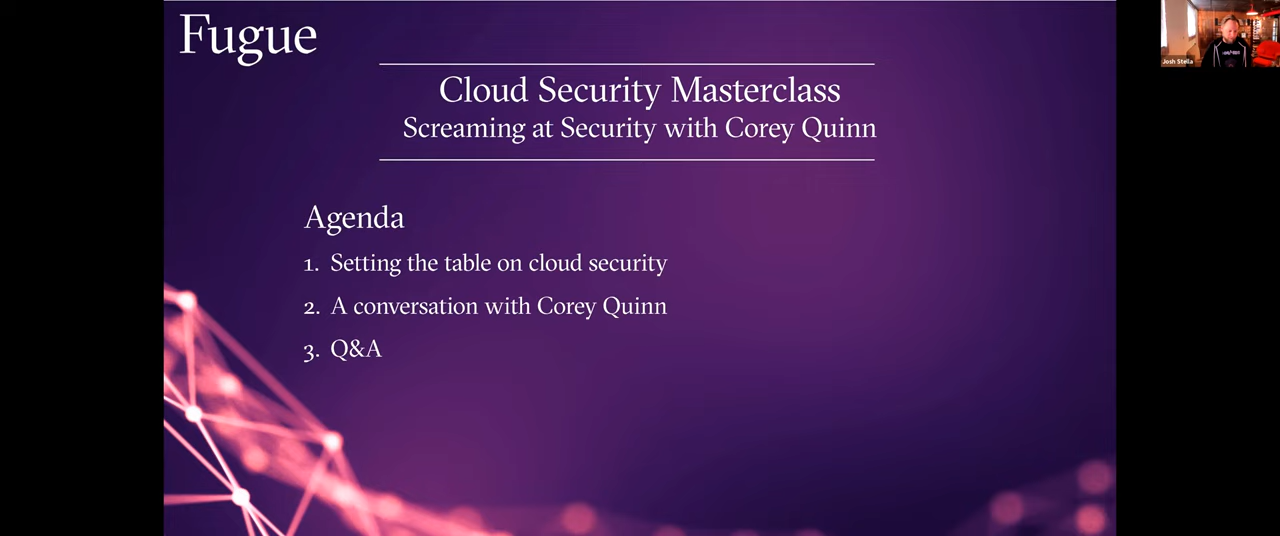 Fugue
Cloud Security Masterclass
Screaming at Security with Corey Quinn
Agenda
1. Setting the table on cloud security
2. A conversation with Corey Quinn
3. Q&A
Josh Stella